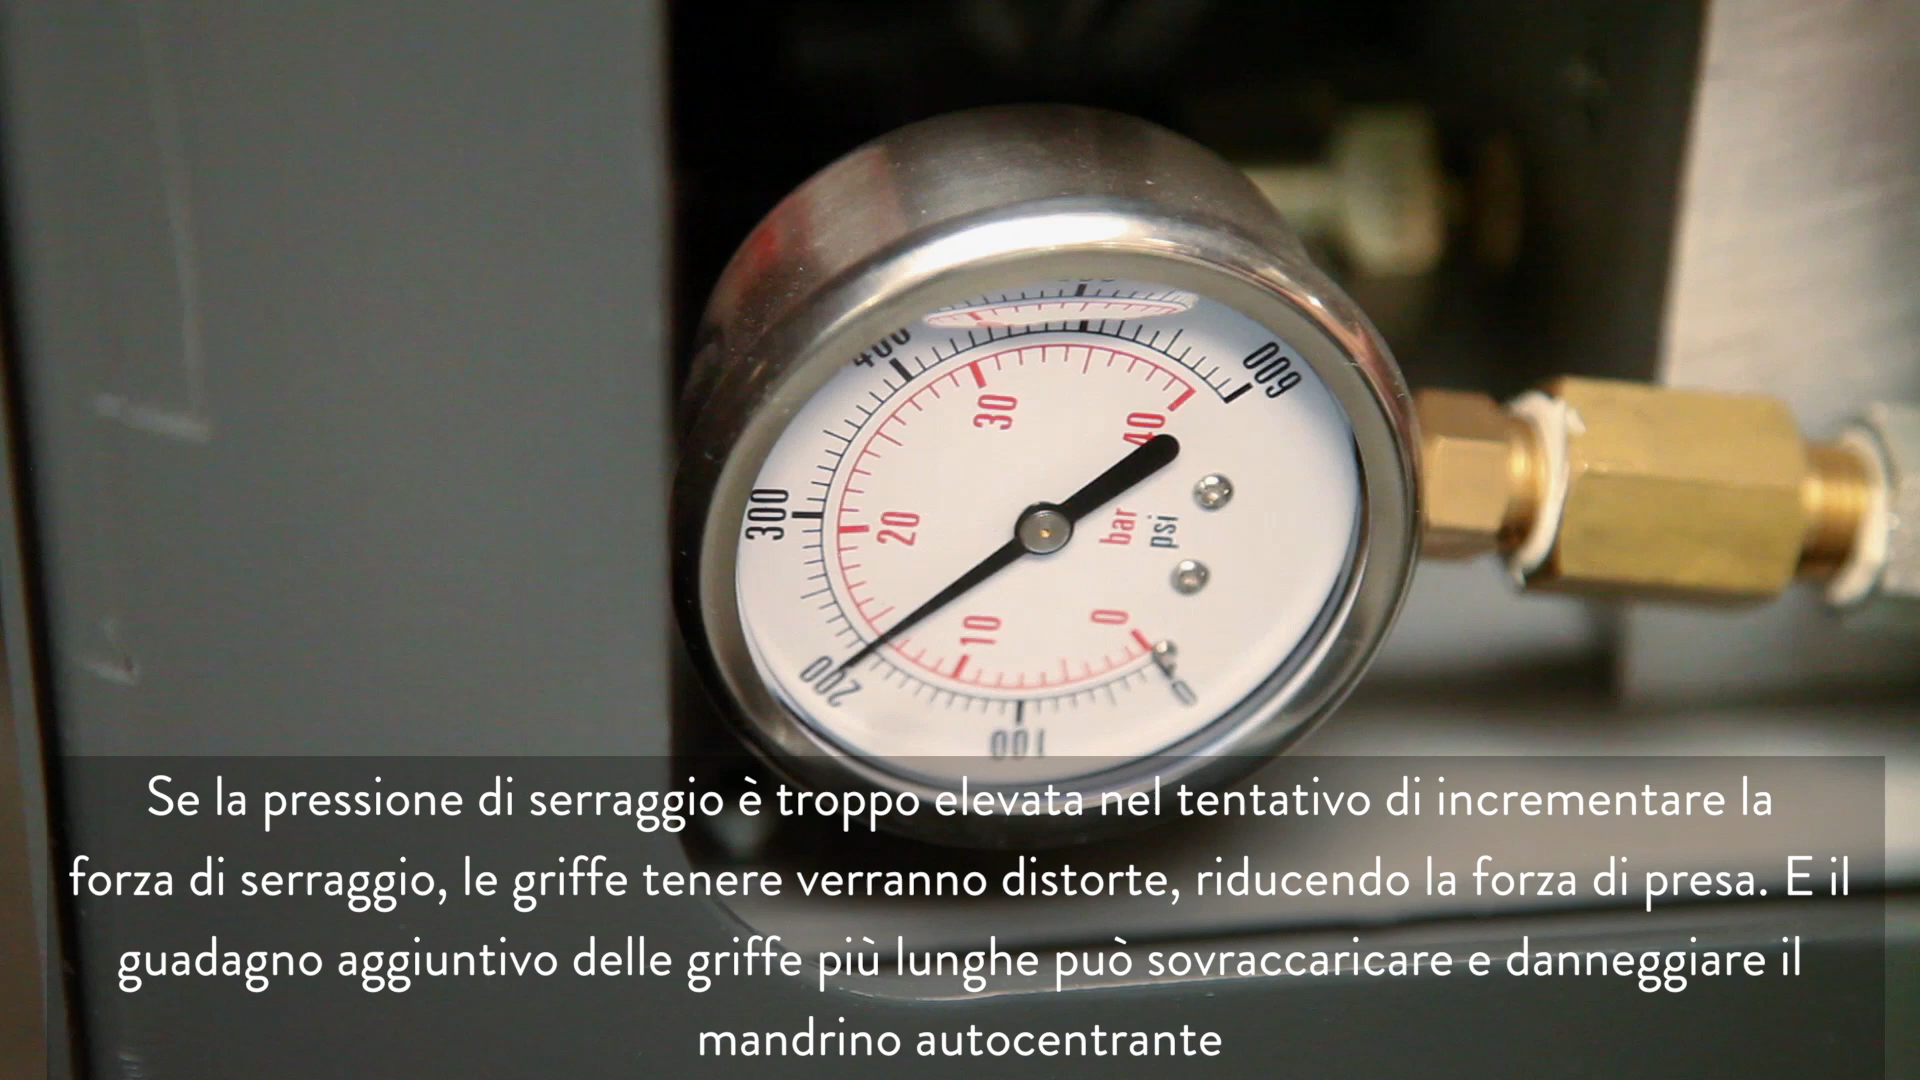 400
600
30
40
300
20
bar
psi
10
0
200
0
100
Se la pressione di serraggio è troppo elevata nel tentativo di incrementare la
forza di serraggio, le griffe tenere verranno distorte, riducendo la forza di presa. E il
guadagno aggiuntivo delle griffe più lunghe può sovraccaricare e danneggiare il
mandrino autocentrante